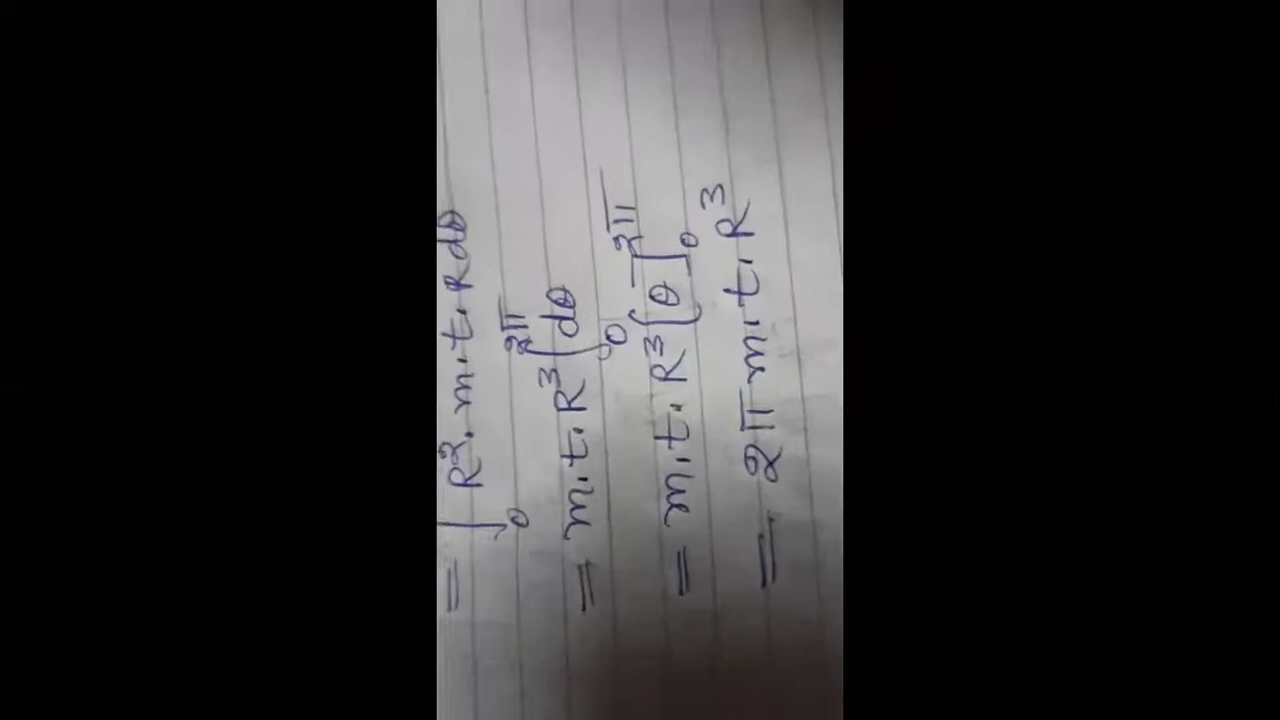 = ∫₀ R². m.t. R dθ
= m.t. R³ ∫₀^2π dθ
= m.t. R³ [θ]₀^2π
= 2π m.t. R³